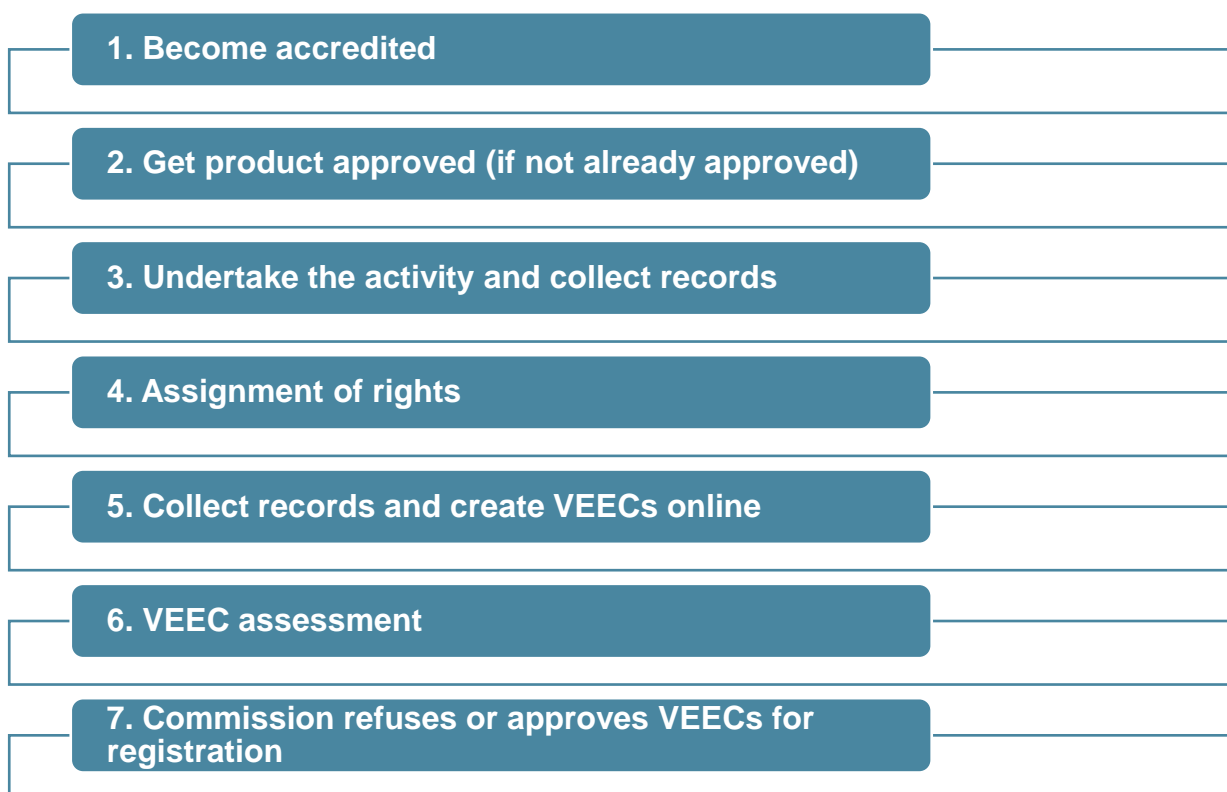 1. Become accredited
2. Get product approved (if not already approved)
3. Undertake the activity and collect records
4. Assignment of rights
5. Collect records and create VEECs online
6. VEEC assessment
7. Commission refuses or approves VEECs for
registration